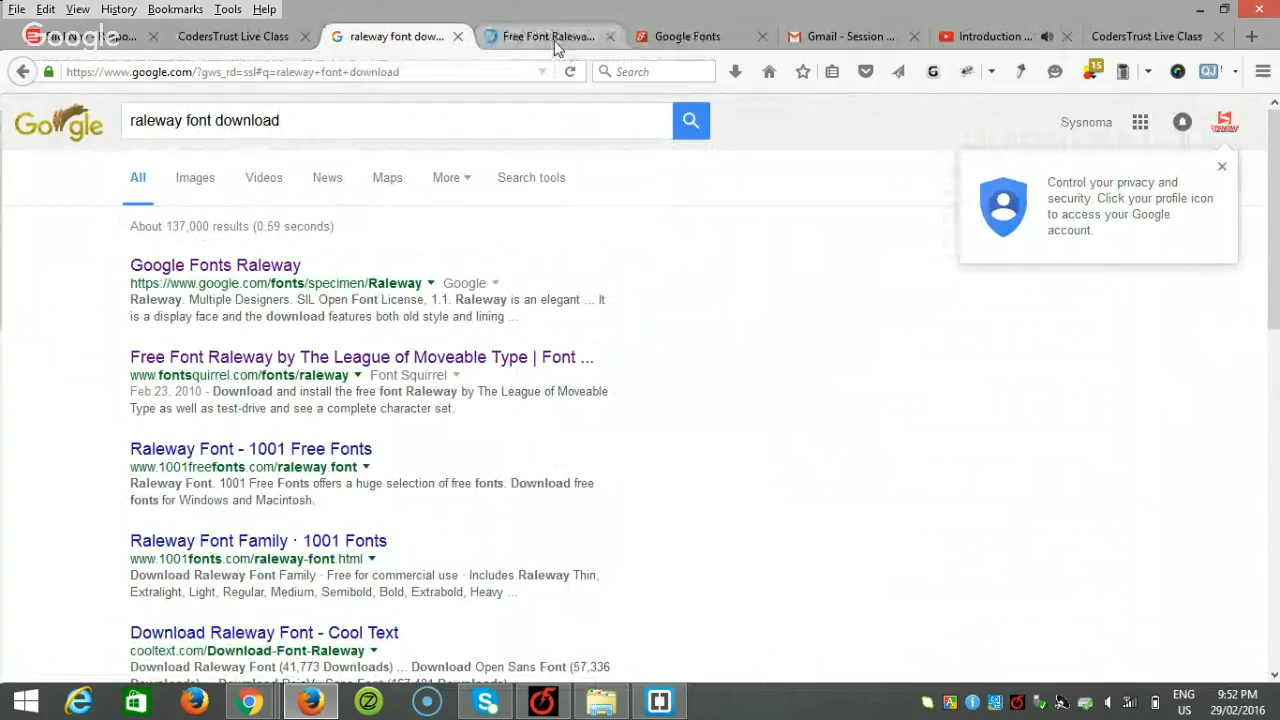 File Edit View History Bookmarks Tools Help
Google
CodersTrust Live Class
raleway font dow...
Free Font Ralewa...
Google Fonts
Gmail - Session ...
Introduction ...
CodersTrust Live Class
https://www.google.com/?gws_rd=ssl#q=raleway+font+download
Search
15
QJ
Google
raleway font download
Sysnoma
All Images Videos News Maps More Search tools
Control your privacy and
security. Click your profile icon
to access your Google
account.
About 137,000 results (0.59 seconds)
Google Fonts Raleway
https://www.google.com/fonts/specimen/Raleway Google
Raleway. Multiple Designers. SIL Open Font License, 1.1. Raleway is an elegant ... It
is a display face and the download features both old style and lining ...
Free Font Raleway by The League of Moveable Type | Font ...
www.fontsquirrel.com/fonts/raleway Font Squirrel
Feb 23, 2010 - Download and install the free font Raleway by The League of Moveable
Type as well as test-drive and see a complete character set.
Raleway Font - 1001 Free Fonts
www.1001freefonts.com/raleway.font
Raleway Font. 1001 Free Fonts offers a huge selection of free fonts. Download free
fonts for Windows and Macintosh.
Raleway Font Family · 1001 Fonts
www.1001fonts.com/raleway-font.html
Download Raleway Font Family · Free for commercial use · Includes Raleway Thin,
Extralight, Light, Regular, Medium, Semibold, Bold, Extrabold, Heavy ...
Download Raleway Font - Cool Text
cooltext.com/Download-Font-Raleway
Download Raleway Font (41,773 Downloads) ... Download Open Sans Font (57,336
ENG
US
9:52 PM
29/02/2016